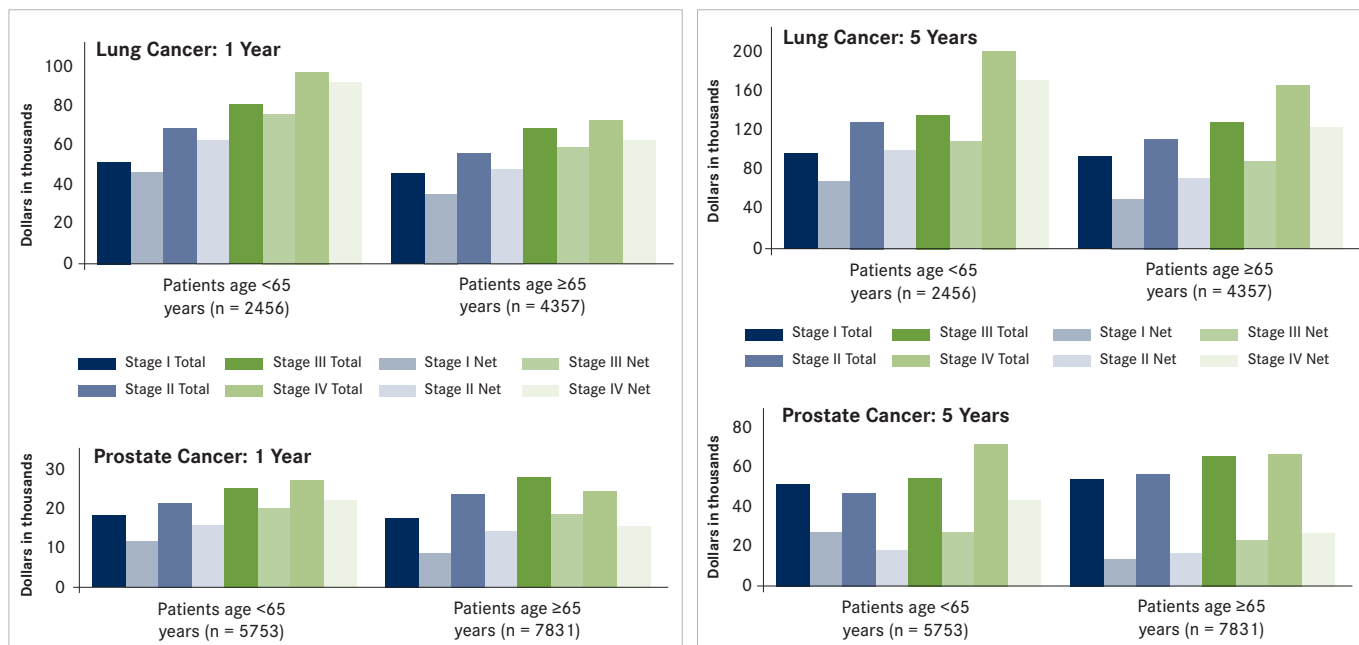 Lung Cancer: 1 Year
Dollars in thousands
100
80
60
40
20
0
Patients age <65
years (n = 2456)
Patients age ≥65
years (n = 4357)
Stage I Total
Stage III Total
Stage I Net
Stage III Net
Stage II Total
Stage IV Total
Stage II Net
Stage IV Net
Prostate Cancer: 1 Year
Dollars in thousands
30
20
10
0
Patients age <65
years (n = 5753)
Patients age ≥65
years (n = 7831)
Lung Cancer: 5 Years
Dollars in thousands
200
160
120
80
40
0
Patients age <65
years (n = 2456)
Patients age ≥65
years (n = 4357)
Stage I Total
Stage III Total
Stage I Net
Stage III Net
Stage II Total
Stage IV Total
Stage II Net
Stage IV Net
Prostate Cancer: 5 Years
Dollars in thousands
80
60
40
20
0
Patients age <65
years (n = 5753)
Patients age ≥65
years (n = 7831)